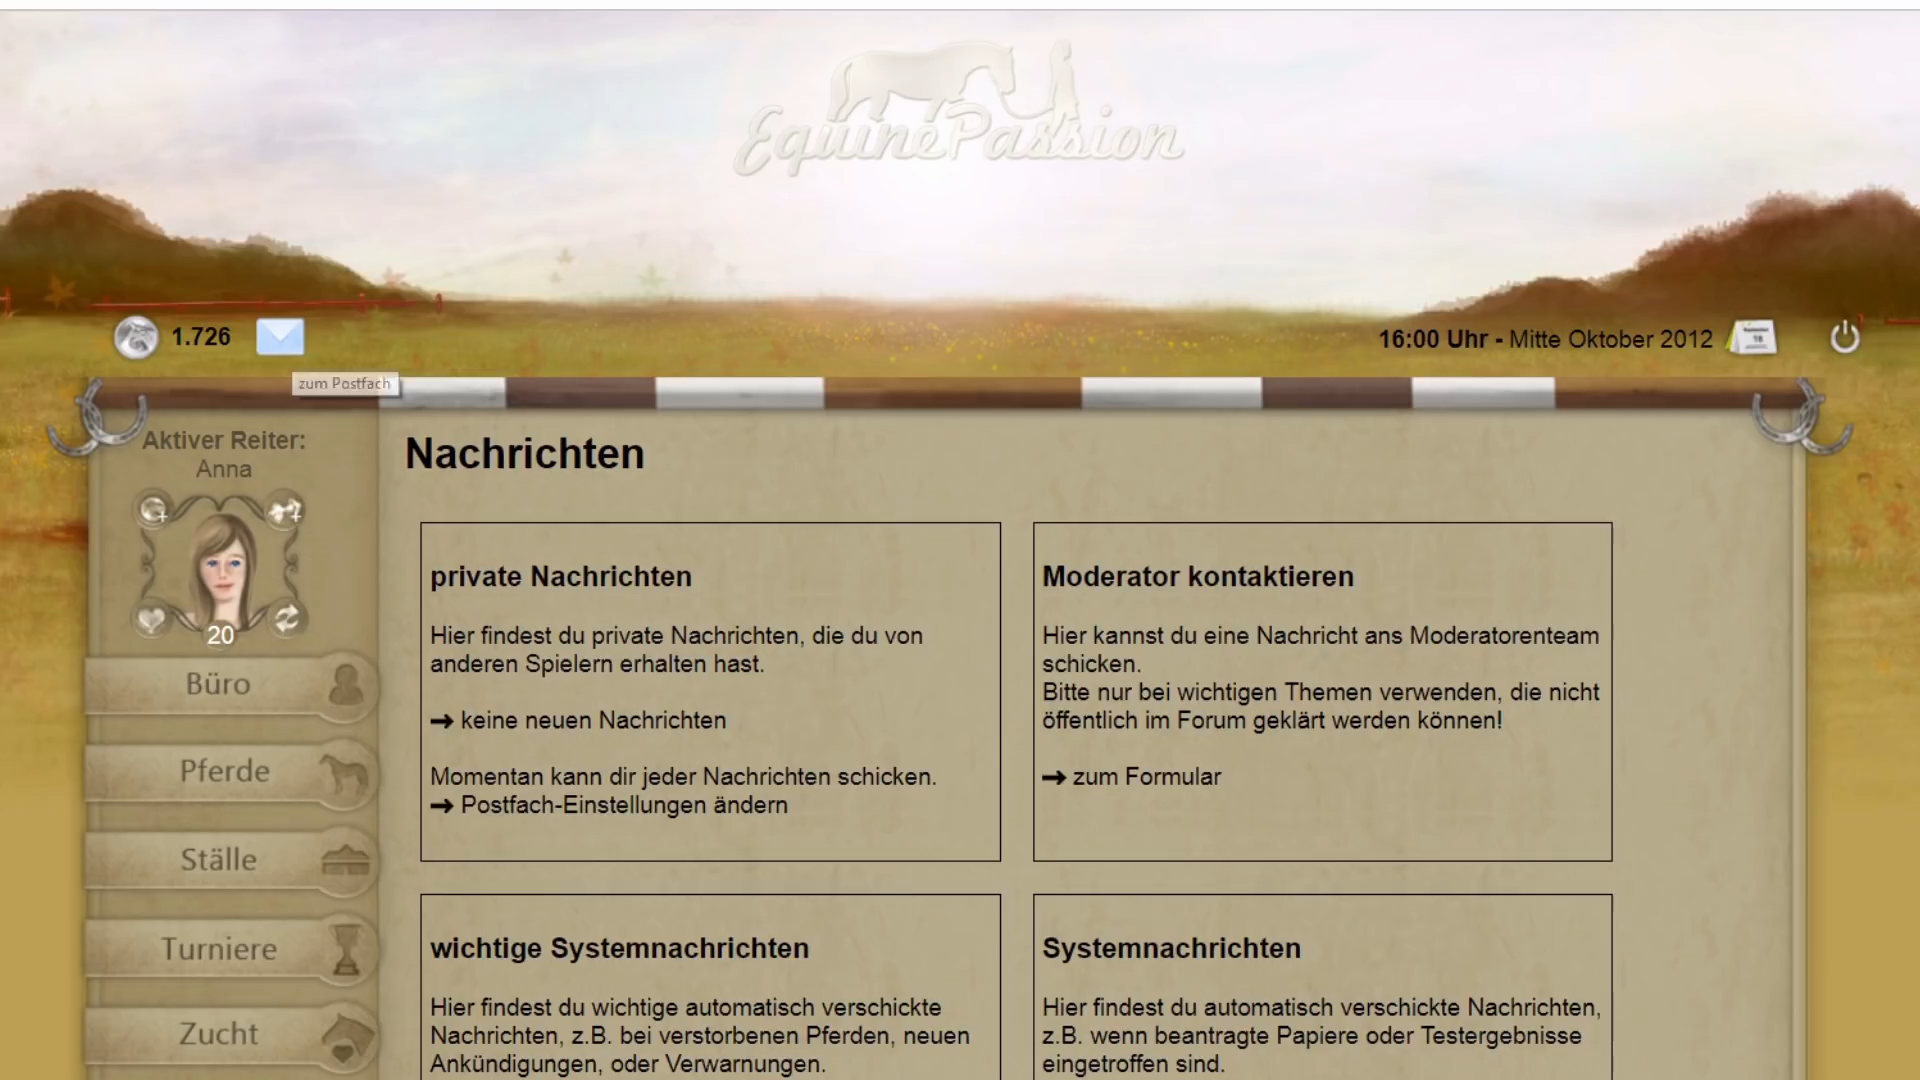 EquinePassion
1.726
16:00 Uhr - Mitte Oktober 2012
zum Postfach
Aktiver Reiter:
Anna
20
Büro
Pferde
Ställe
Turniere
Zucht
Nachrichten
private Nachrichten
Hier findest du private Nachrichten, die du von
anderen Spielern erhalten hast.
➞ keine neuen Nachrichten
Momentan kann dir jeder Nachrichten schicken.
➞ Postfach-Einstellungen ändern
Moderator kontaktieren
Hier kannst du eine Nachricht ans Moderatorenteam
schicken.
Bitte nur bei wichtigen Themen verwenden, die nicht
öffentlich im Forum geklärt werden können!
➞ zum Formular
wichtige Systemnachrichten
Hier findest du wichtige automatisch verschickte
Nachrichten, z.B. bei verstorbenen Pferden, neuen
Ankündigungen, oder Verwarnungen.
Systemnachrichten
Hier findest du automatisch verschickte Nachrichten,
z.B. wenn beantragte Papiere oder Testergebnisse
eingetroffen sind.